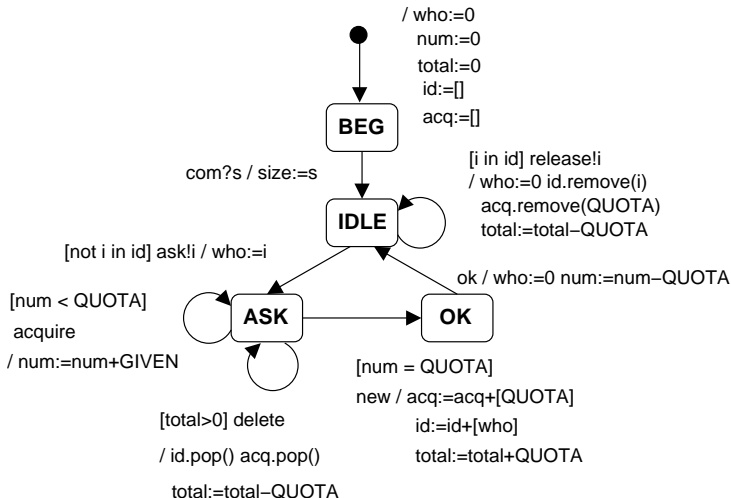 / who:=0
num:=0
total:=0
id:=[]
acq:=[]
BEG
com?s / size:=s
[i in id] release!i
/ who:=0 id.remove(i)
acq.remove(QUOTA)
total:=total−QUOTA
IDLE
[not i in id] ask!i / who:=i
ok / who:=0 num:=num−QUOTA
[num < QUOTA]
acquire
/ num:=num+GIVEN
ASK
OK
[num = QUOTA]
new / acq:=acq+[QUOTA]
id:=id+[who]
total:=total+QUOTA
[total>0] delete
/ id.pop() acq.pop()
total:=total−QUOTA